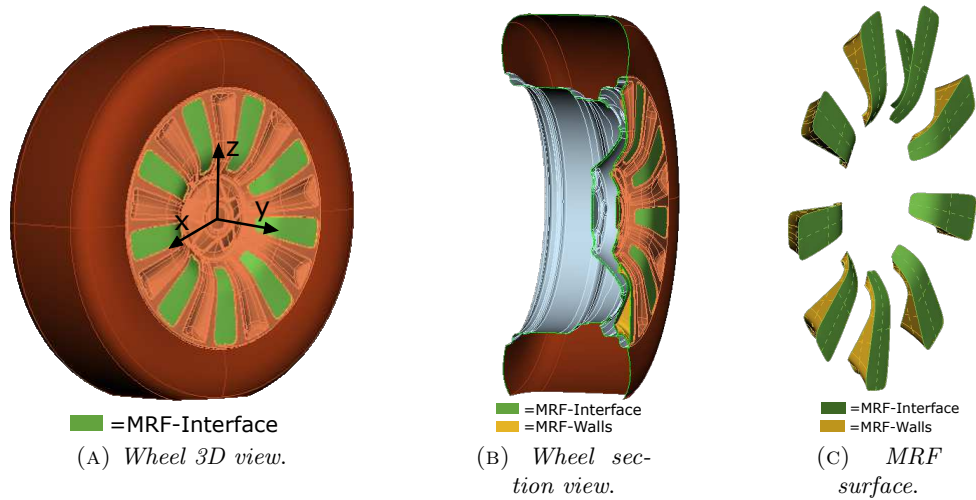 z
x
y
=MRF-Interface
(A) Wheel 3D view.
=MRF-Interface
=MRF-Walls
(B) Wheel sec-
tion view.
=MRF-Interface
=MRF-Walls
(C) MRF
surface.